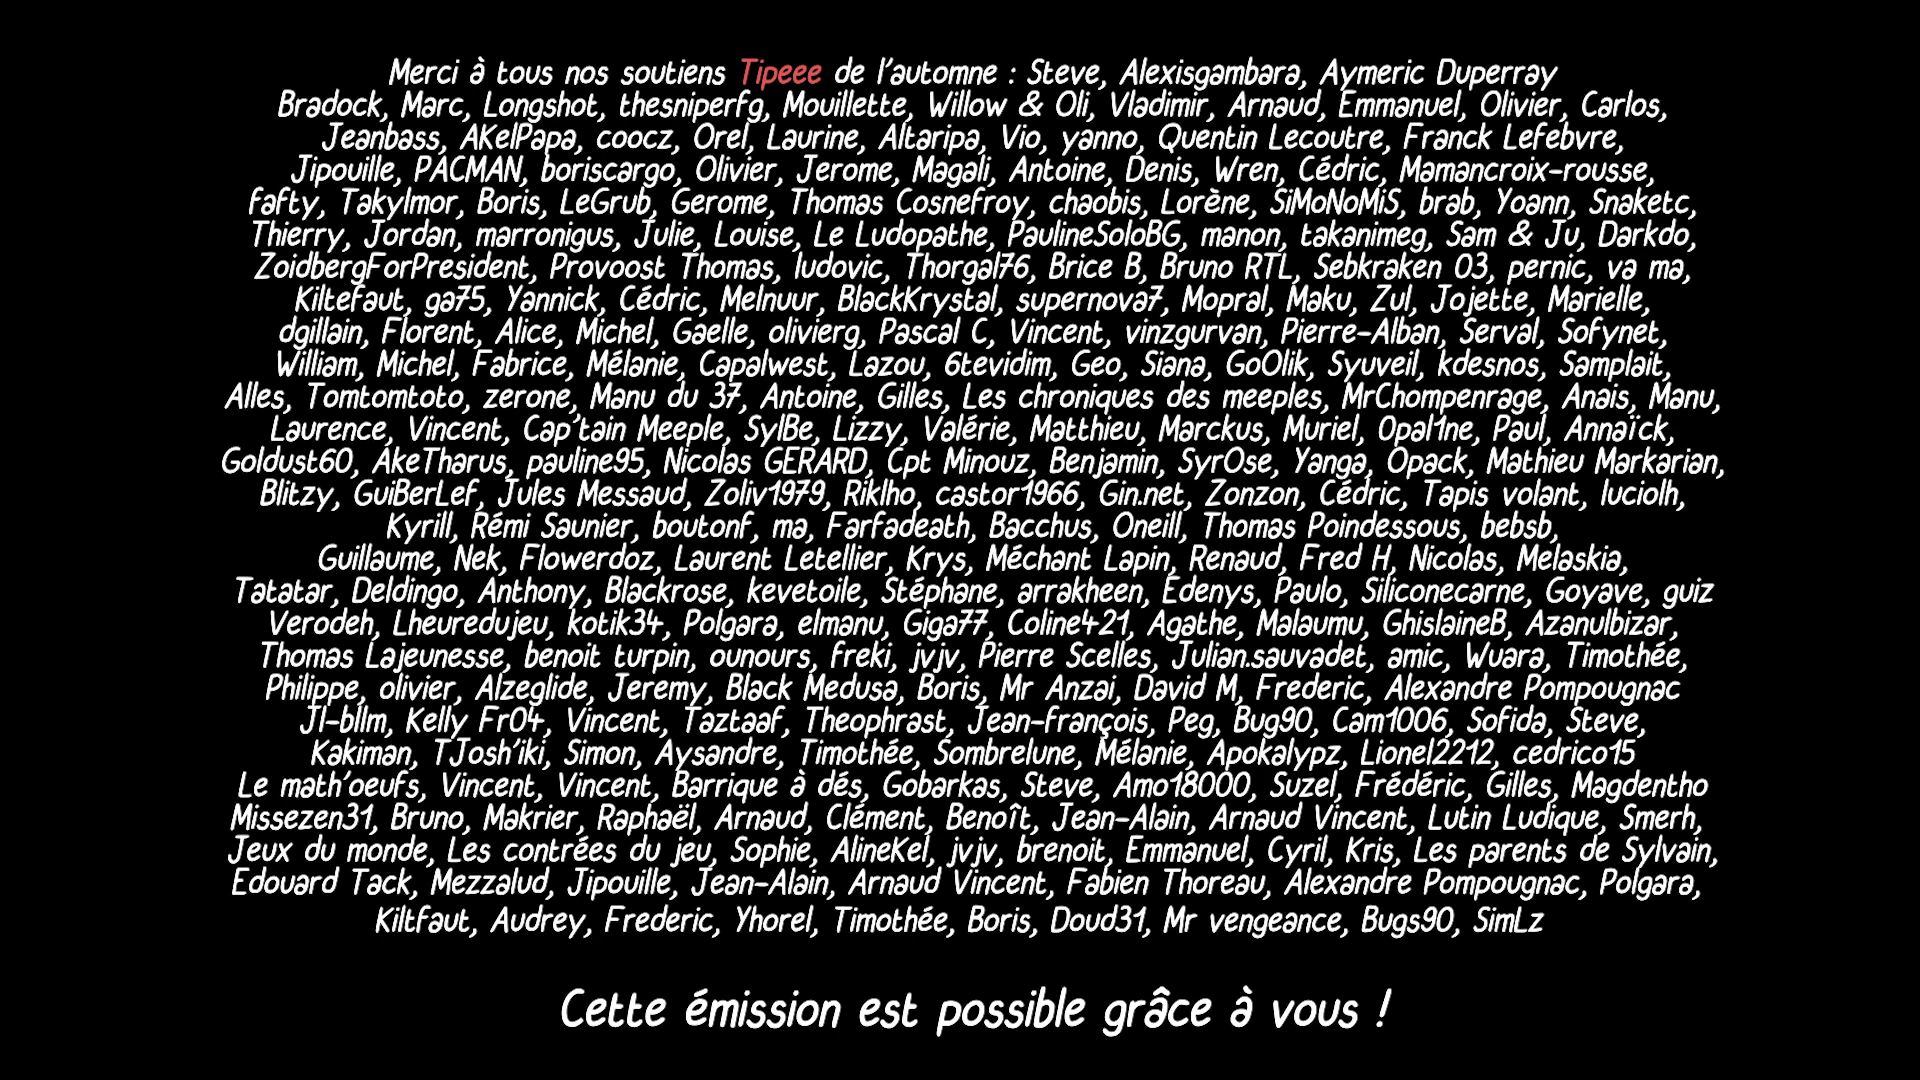 Merci à tous nos soutiens Tipeee de l'automne : Steve, Alexisgambara, Aymeric Duperray
Bradock, Marc, Longshot, thesniperfg, Mouillette, Willow & Oli, Vladimir, Arnaud, Emmanuel, Olivier, Carlos,
Jeanbass, AKelPapa, coocz, Orel, Laurine, Altaripa, Vio, yanno, Quentin Lecoutre, Franck Lefebvre,
Jipouille, PACMAN, boriscargo, Olivier, Jerome, Magali, Antoine, Denis, Wren, Cédric, Mamancroix-rousse,
fafty, Takylmor, Boris, LeGrub, Gerome, Thomas Cosnefroy, chaobis, Lorène, SiMoNoMiS, brab, Yoann, Snaketc,
Thierry, Jordan, marronigus, Julie, Louise, Le Ludopathe, PaulineSoloBG, manon, takanimeg, Sam & Ju, Darkdo,
ZoidbergForPresident, Provoost Thomas, ludovic, Thorgal76, Brice B, Bruno RTL, Sebkraken 03, pernic, va ma,
Kiltefaut, ga75, Yannick, Cédric, Melnuur, BlackKrystal, supernova7, Mopral, Maku, Zul, Jojette, Marielle,
dgillain, Florent, Alice, Michel, Gaelle, olivierg, Pascal C, Vincent, vinzgurvan, Pierre-Alban, Serval, Sofynet,
William, Michel, Fabrice, Mélanie, Capalwest, Lazou, 6tevidim, Geo, Siana, GoOlik, Syuveil, kdesnos, Samplait,
Alles, Tomtomtoto, zerone, Manu du 37, Antoine, Gilles, Les chroniques des meeples, MrChompenrage, Anais, Manu,
Laurence, Vincent, Cap'tain Meeple, SylBe, Lizzy, Valérie, Matthieu, Marckus, Muriel, Opal1ne, Paul, Annaïck,
Goldust60, AkeTharus, pauline95, Nicolas GERARD, Cpt Minouz, Benjamin, SyrOse, Yanga, Opack, Mathieu Markarian,
Blitzy, GuiBerLef, Jules Messaud, Zoliv1979, Riklho, castor1966, Gin.net, Zonzon, Cédric, Tapis volant, luciolh,
Kyrill, Rémi Saunier, boutonf, ma, Farfadeath, Bacchus, Oneill, Thomas Poindessous, bebsb,
Guillaume, Nek, Flowerdoz, Laurent Letellier, Krys, Méchant Lapin, Renaud, Fred H, Nicolas, Melaskia,
Tatatar, Deldingo, Anthony, Blackrose, kevetoile, Stéphane, arrakheen, Edenys, Paulo, Siliconecarne, Goyave, guiz
Verodeh, Lheuredujeu, kotik34, Polgara, elmanu, Giga77, Coline421, Agathe, Malaumu, GhislaineB, Azanulbizar,
Thomas Lajeunesse, benoit turpin, ounours, freki, jvjv, Pierre Scelles, Julian.sauvadet, amic, Wuara, Timothée,
Philippe, olivier, Alzeglide, Jeremy, Black Medusa, Boris, Mr Anzai, David M, Frederic, Alexandre Pompougnac
Jl-bllm, Kelly Fr04, Vincent, Taztaaf, Theophrast, Jean-françois, Peg, Bug90, Cam1006, Sofida, Steve,
Kakiman, TJosh'iki, Simon, Aysandre, Timothée, Sombrelune, Mélanie, Apokalypz, Lionel2212, cedrico15
Le math'oeufs, Vincent, Vincent, Barrique à dés, Gobarkas, Steve, Amo18000, Suzel, Frédéric, Gilles, Magdentho
Missezen31, Bruno, Makrier, Raphaël, Arnaud, Clément, Benoît, Jean-Alain, Arnaud Vincent, Lutin Ludique, Smerh,
Jeux du monde, Les contrées du jeu, Sophie, AlineKel, jvjv, brenoit, Emmanuel, Cyril, Kris, Les parents de Sylvain,
Edouard Tack, Mezzalud, Jipouille, Jean-Alain, Arnaud Vincent, Fabien Thoreau, Alexandre Pompougnac, Polgara,
Kiltfaut, Audrey, Frederic, Yhorel, Timothée, Boris, Doud31, Mr vengeance, Bugs90, SimLz
Cette émission est possible grâce à vous !